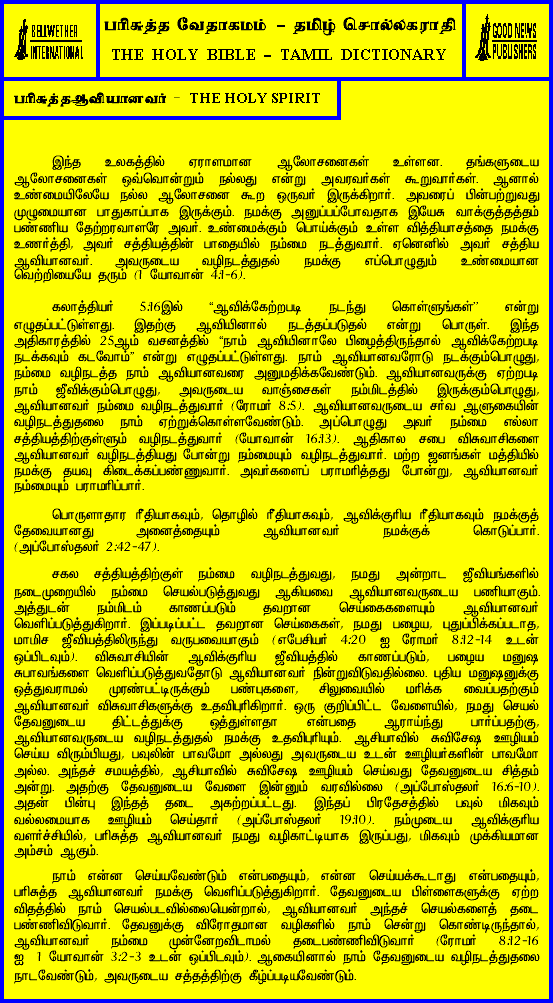 BELLWETHER
INTERNATIONAL
பரிசுத்த வேதாகமம் – தமிழ் சொல்லகராதி
THE HOLY BIBLE – TAMIL DICTIONARY
GOOD NEWS
PUBLISHERS
பரிசுத்தஆவியானவர் – THE HOLY SPIRIT
இந்த உலகத்தில் ஏராளமான ஆலோசனைகள் உள்ளன. தங்களுடைய
ஆலோசனைகள் ஒவ்வொன்றும் நல்லது என்று அவரவர்கள் கூறுவார்கள். ஆனால்
உண்மையிலேயே நல்ல ஆலோசனை கூற ஒருவர் இருக்கிறார். அவரைப் பின்பற்றுவது
முழுமையான பாதுகாப்பாக இருக்கும். நமக்கு அனுப்பப்போவதாக இயேசு வாக்குத்தத்தம்
பண்ணிய தேற்றரவாளரே அவர். உண்மைக்கும் பொய்க்கும் உள்ள வித்தியாசத்தை நமக்கு
உணர்த்தி, அவர் சத்தியத்தின் பாதையில் நம்மை நடத்துவார். ஏனெனில் அவர் சத்திய
ஆவியானவர். அவருடைய வழிநடத்துதல் நமக்கு எப்பொழுதும் உண்மையான
வெற்றியையே தரும் (1 யோவான் 4:1-6).
கலாத்தியர் 5:16இல் “ஆவிக்கேற்றபடி நடந்து கொள்ளுங்கள்” என்று
எழுதப்பட்டுள்ளது. இதற்கு ஆவியினால் நடத்தப்படுதல் என்று பொருள். இந்த
அதிகாரத்தில் 25ஆம் வசனத்தில் “நாம் ஆவியினாலே பிழைத்திருந்தால் ஆவிக்கேற்றபடி
நடக்கவும் கடவோம்” என்று எழுதப்பட்டுள்ளது. நாம் ஆவியானவரோடு நடக்கும்பொழுது,
நம்மை வழிநடத்த நாம் ஆவியானவரை அனுமதிக்கவேண்டும். ஆவியானவருக்கு ஏற்றபடி
நாம் ஜீவிக்கும்பொழுது, அவருடைய வாஞ்சைகள் நம்மிடத்தில் இருக்கும்பொழுது,
ஆவியானவர் நம்மை வழிநடத்துவார் (ரோமர் 8:5). ஆவியானவருடைய சர்வ ஆளுகையின்
வழிநடத்துதலை நாம் ஏற்றுக்கொள்ளவேண்டும். அப்பொழுது அவர் நம்மை எல்லா
சத்தியத்திற்குள்ளும் வழிநடத்துவார் (யோவான் 16:13). ஆதிகால சபை விசுவாசிகளை
ஆவியானவர் வழிநடத்தியது போன்று நம்மையும் வழிநடத்துவார். மற்ற ஜனங்கள் மத்தியில்
நமக்கு தயவு கிடைக்கப்பண்ணுவார். அவர்களைப் பராமரித்தது போன்று, ஆவியானவர்
நம்மையும் பராமரிப்பார்.
பொருளாதார ரீதியாகவும், தொழில் ரீதியாகவும், ஆவிக்குரிய ரீதியாகவும் நமக்குத்
தேவையானது அனைத்தையும் ஆவியானவர் நமக்குக் கொடுப்பார்.
(அப்போஸ்தலர் 2:42-47).
சகல சத்தியத்திற்குள் நம்மை வழிநடத்துவது, நமது அன்றாட ஜீவியங்களில்
நடைமுறையில் நம்மை செயல்படுத்துவது ஆகியவை ஆவியானவருடைய பணியாகும்.
அத்துடன் நம்மிடம் காணப்படும் தவறான செய்கைகளையும் ஆவியானவர்
வெளிப்படுத்துகிறார். இப்படிப்பட்ட தவறான செய்கைகள், நமது பழைய, புதுப்பிக்கப்படாத,
மாமிச ஜீவியத்திலிருந்து வருபவையாகும் (எபேசியர் 4:20 ஐ ரோமர் 8:12-14 உடன்
ஒப்பிடவும்). விசுவாசியின் ஆவிக்குரிய ஜீவியத்தில் காணப்படும், பழைய மனுஷ
சுபாவங்களை வெளிப்படுத்துவதோடு ஆவியானவர் நின்றுவிடுவதில்லை. புதிய மனுஷனுக்கு
ஒத்துவராமல் முரண்பட்டிருக்கும் பண்புகளை, சிலுவையில் மரிக்க வைப்பதற்கும்
ஆவியானவர் விசுவாசிகளுக்கு உதவிபுரிகிறார். ஒரு குறிப்பிட்ட வேளையில், நமது செயல்
தேவனுடைய திட்டத்துக்கு ஒத்துள்ளதா என்பதை ஆராய்ந்து பார்ப்பதற்கு,
ஆவியானவருடைய வழிநடத்துதல் நமக்கு உதவிபுரியும். ஆசியாவில் சுவிசேஷ ஊழியம்
செய்ய விரும்பியது, பவுலின் பாவமோ அல்லது அவருடைய உடன் ஊழியர்களின் பாவமோ
அல்ல. அந்தச் சமயத்தில், ஆசியாவில் சுவிசேஷ ஊழியம் செய்வது தேவனுடைய சித்தம்
அன்று. அதற்கு தேவனுடைய வேளை இன்னும் வரவில்லை (அப்போஸ்தலர் 16:6-10).
அதன் பின்பு இந்தத் தடை அகற்றப்பட்டது. இந்தப் பிரதேசத்தில் பவுல் மிகவும்
வல்லமையாக ஊழியம் செய்தார் (அப்போஸ்தலர் 19:10). நம்முடைய ஆவிக்குரிய
வளர்ச்சியில், பரிசுத்த ஆவியானவர் நமது வழிகாட்டியாக இருப்பது, மிகவும் முக்கியமான
அம்சம் ஆகும்.
நாம் என்ன செய்யவேண்டும் என்பதையும், என்ன செய்யக்கூடாது என்பதையும்,
பரிசுத்த ஆவியானவர் நமக்கு வெளிப்படுத்துகிறார். தேவனுடைய பிள்ளைகளுக்கு ஏற்ற
விதத்தில் நாம் செயல்படவில்லையென்றால், ஆவியானவர் அந்தச் செயல்களைத் தடை
பண்ணிவிடுவார். தேவனுக்கு விரோதமான வழிகளில் நாம் சென்று கொண்டிருந்தால்,
ஆவியானவர் நம்மை முன்னேறவிடாமல் தடைபண்ணிவிடுவார் (ரோமர் 8:12-16
ஐ 1 யோவான் 3:2-3 உடன் ஒப்பிடவும்). ஆகையினால் நாம் தேவனுடைய வழிநடத்துதலை
நாடவேண்டும், அவருடைய சத்தத்திற்கு கீழ்ப்படியவேண்டும்.